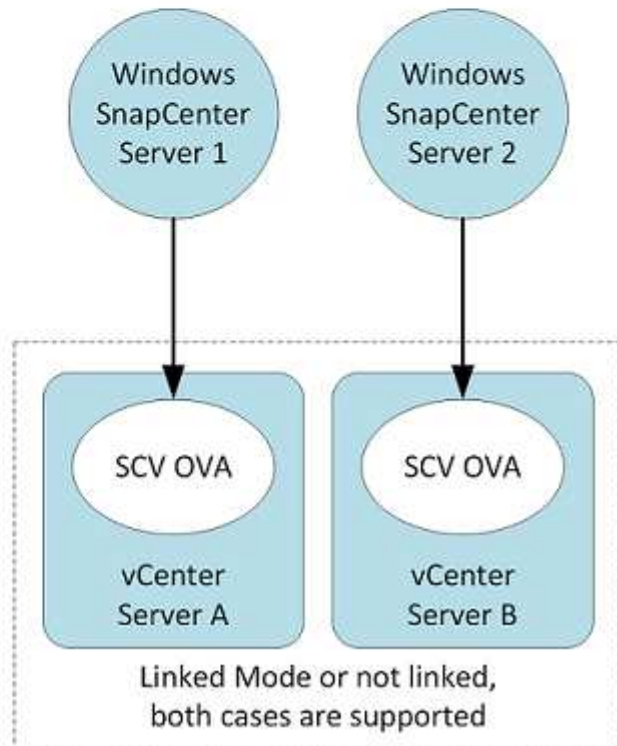 Windows
SnapCenter
Server 1
Windows
SnapCenter
Server 2
SCV OVA
vCenter
Server A
SCV OVA
vCenter
Server B
Linked Mode or not linked,
both cases are supported